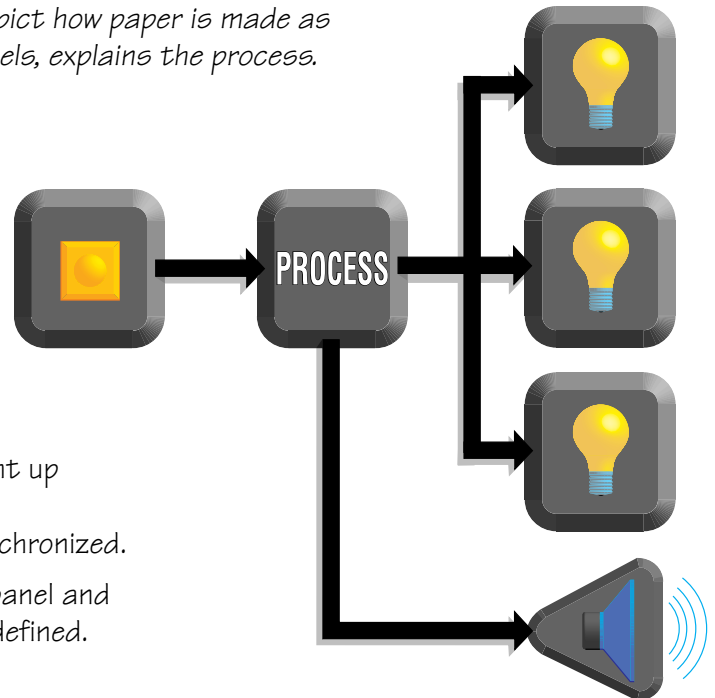 pict how paper is made as
els, explains the process.
PROCESS
nt up
chronized.
panel and
defined.